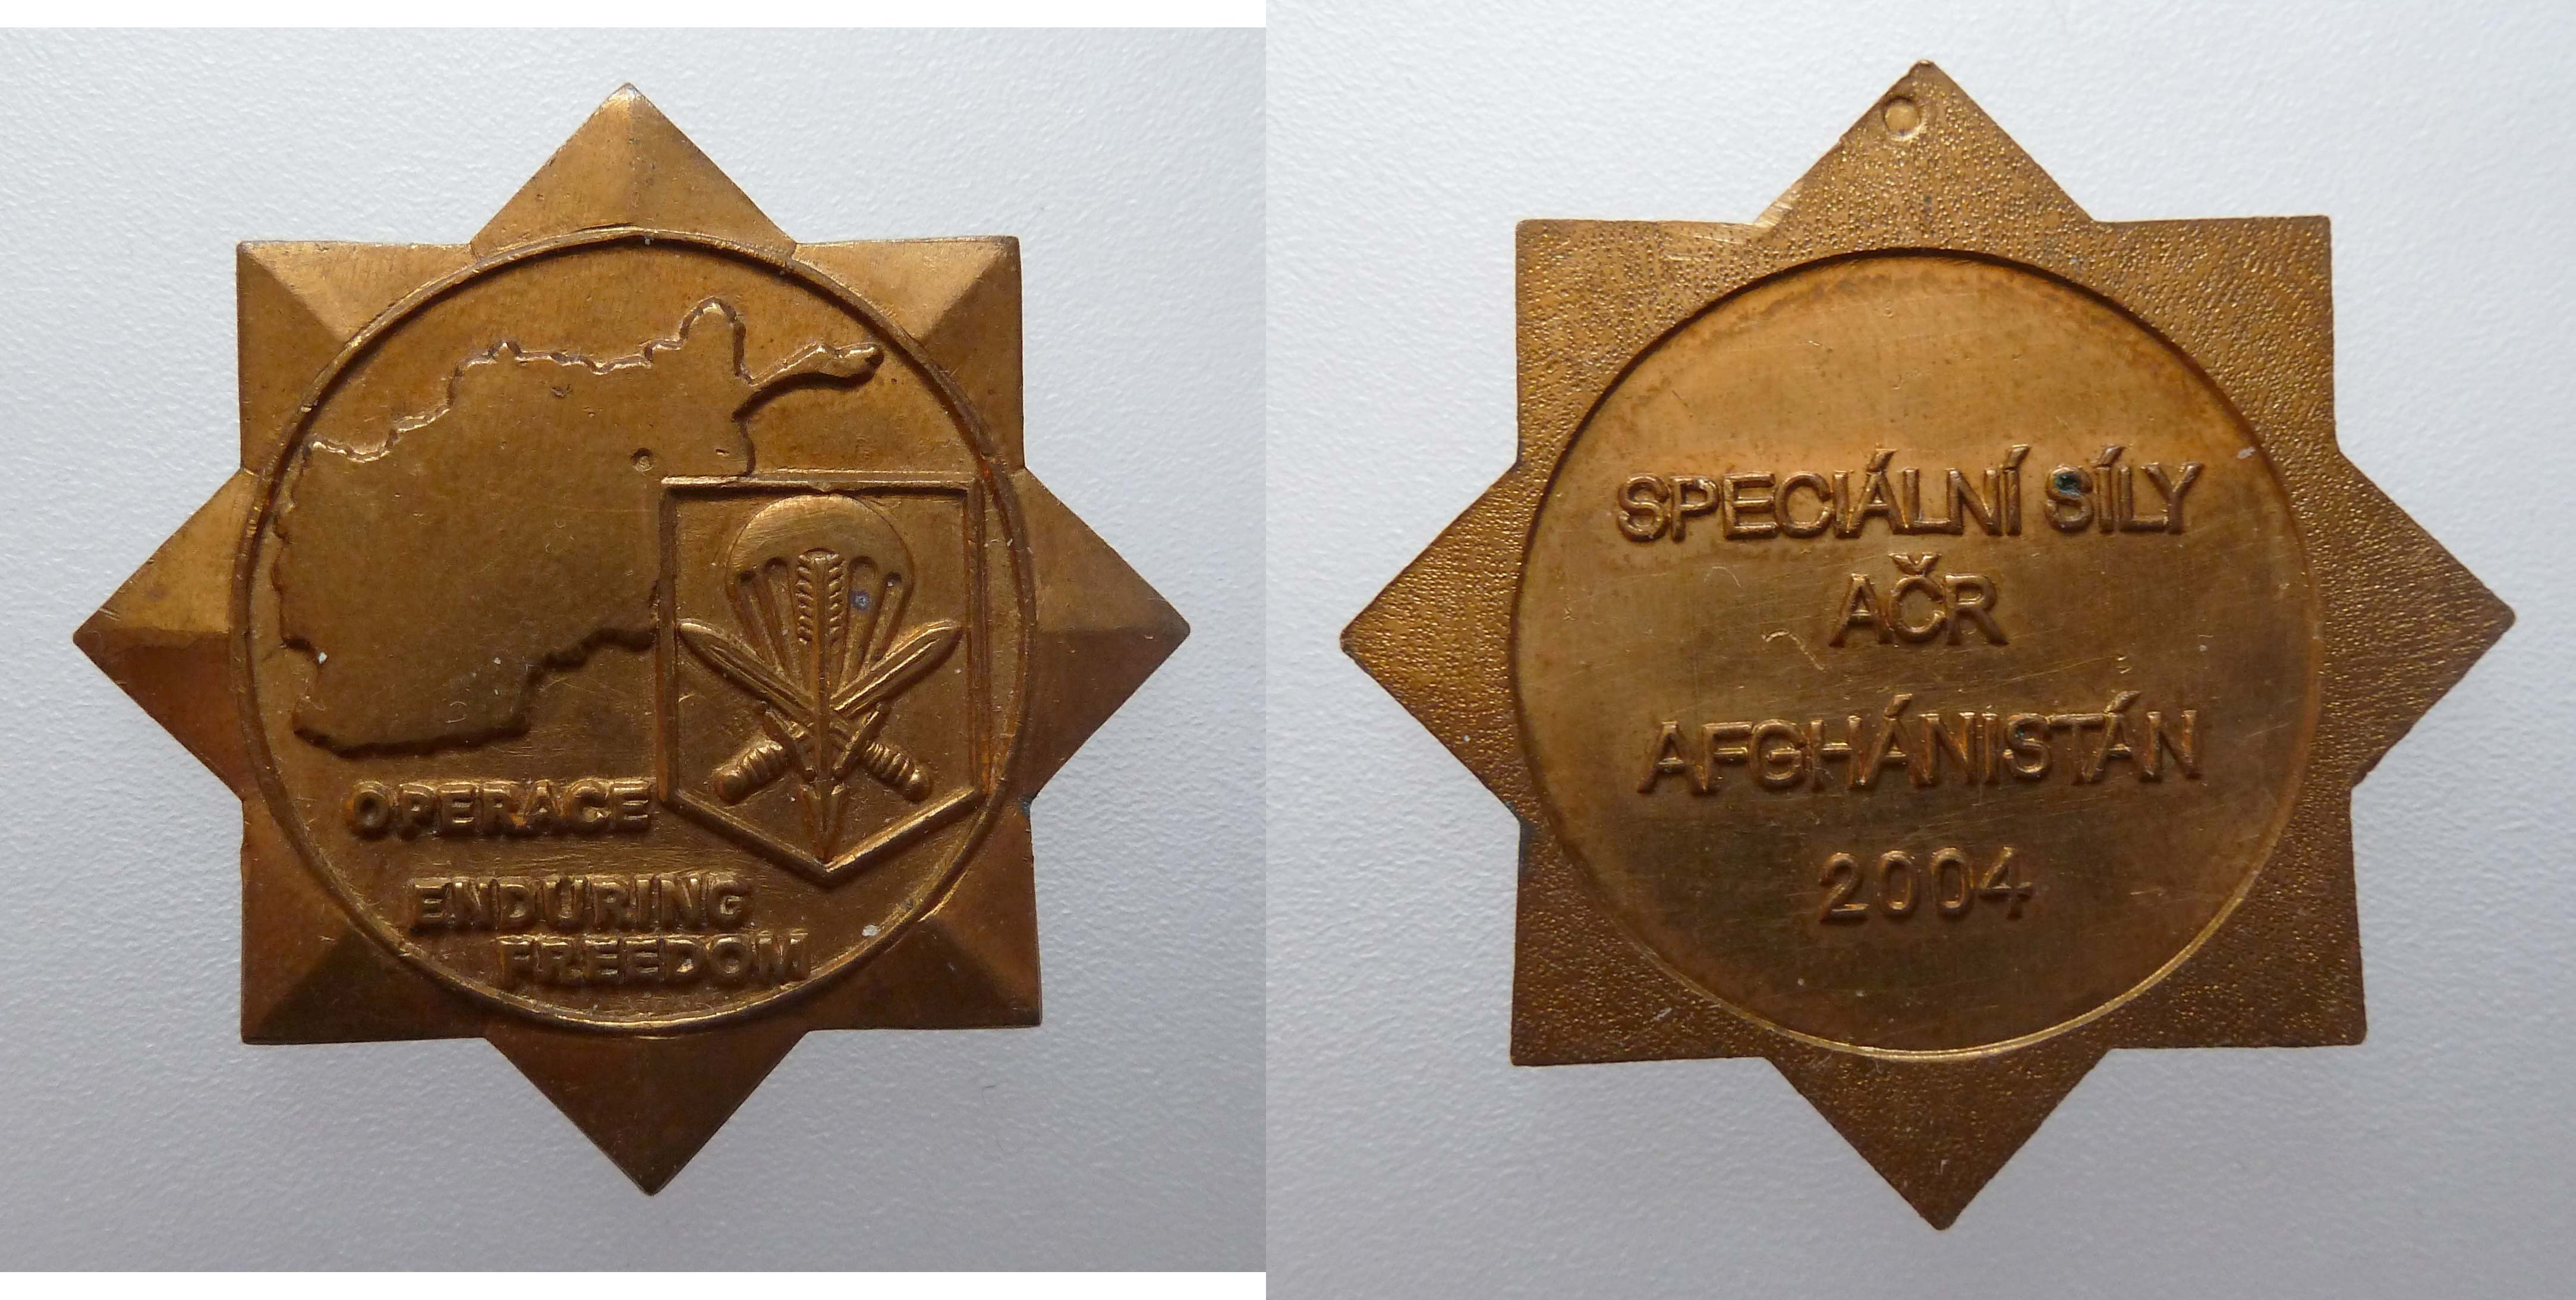 OPERACE
ENDURING
FREEDOM
SPECIÁLNÍ SÍLY
AČR
AFGHÁNISTÁN
2004